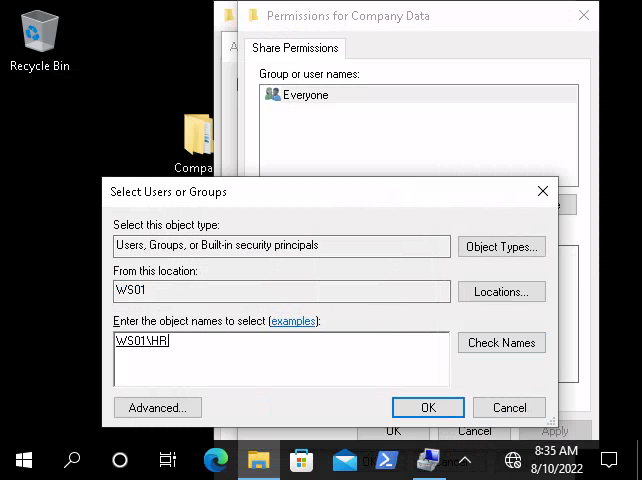 Permissions for Company Data
Recycle Bin
Share Permissions
Group or user names:
Everyone
Compa
Select Users or Groups
Select this object type:
Users, Groups, or Built-in security principals
Object Types...
From this location:
WS01
Locations...
Enter the object names to select (examples):
WS01\HR
Check Names
Advanced...
OK
Cancel
OK
Cancel
Apply
8:35 AM
8/10/2022